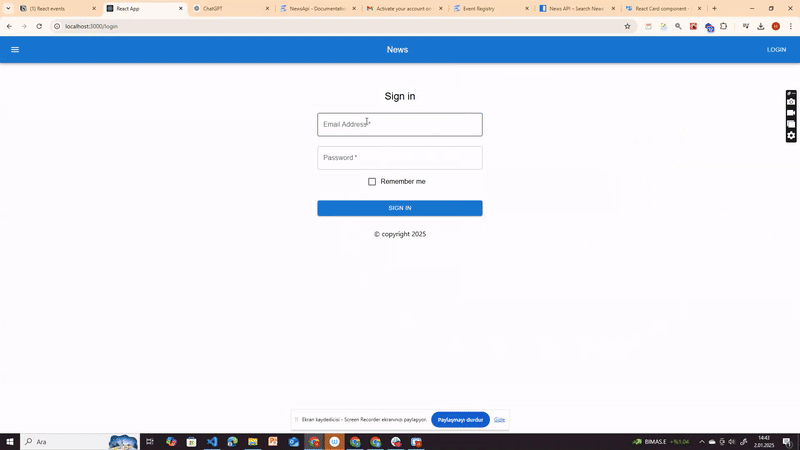 (1) React events
React App
ChatGPT
NewsApi - Documentatio
Activate your account on
Event Registry
News API – Search News
React Card component -
localhost:3000/login
News
LOGIN
Sign in
Email Address *
Password *
Remember me
SIGN IN
© copyright 2025
Ekran kaydedicisi – Screen Recorder ekranınızı paylaşıyor.
Paylaşmayı durdur
Gizle
Ara
BIMAS.E
+%1,04
14:43
2.01.2025